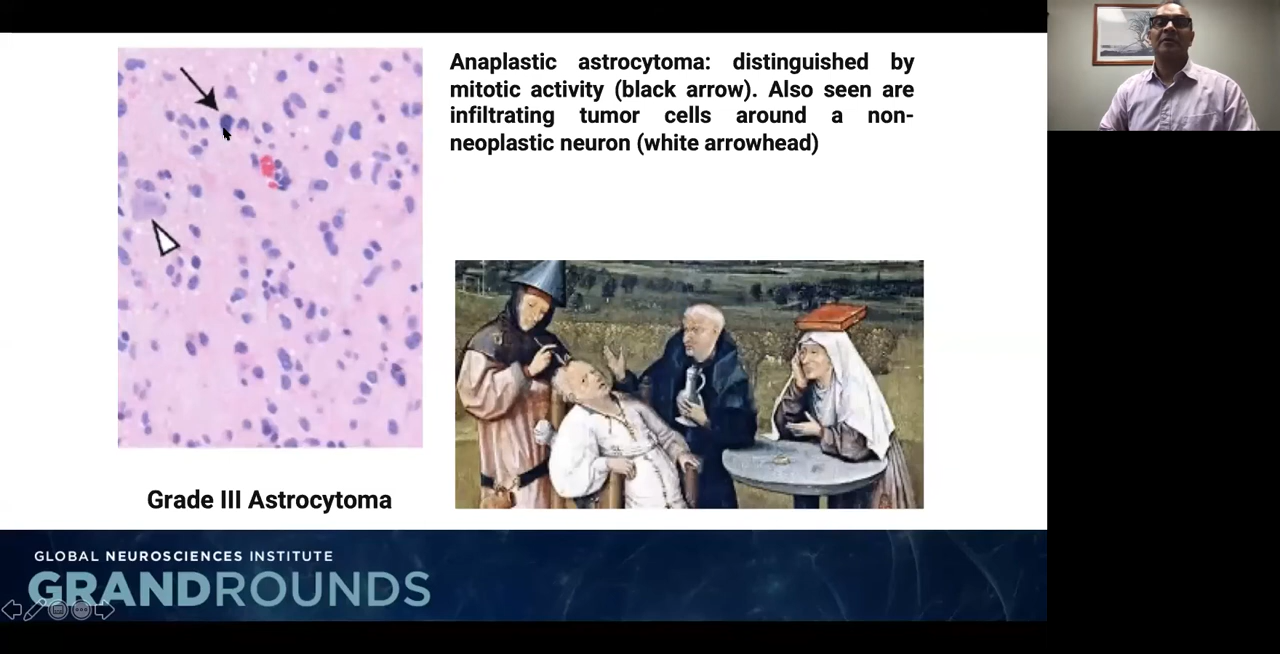 Anaplastic astrocytoma: distinguished by
mitotic activity (black arrow). Also seen are
infiltrating tumor cells around a non-
neoplastic neuron (white arrowhead)
Grade III Astrocytoma
GLOBAL NEUROSCIENCES INSTITUTE
GRANDROUNDS